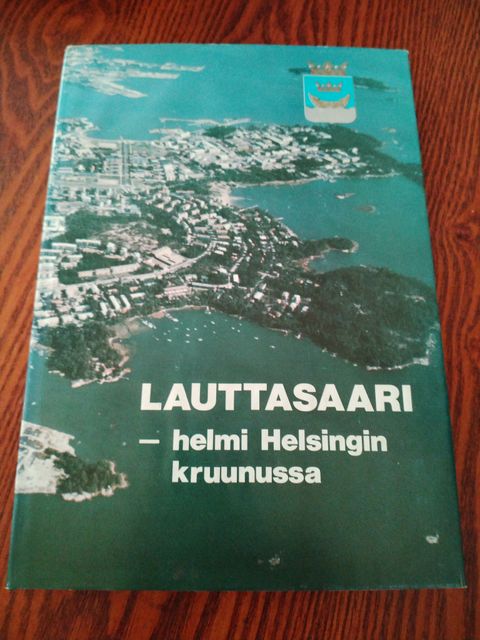 LAUTTASAARI
– helmi Helsingin
kruunussa